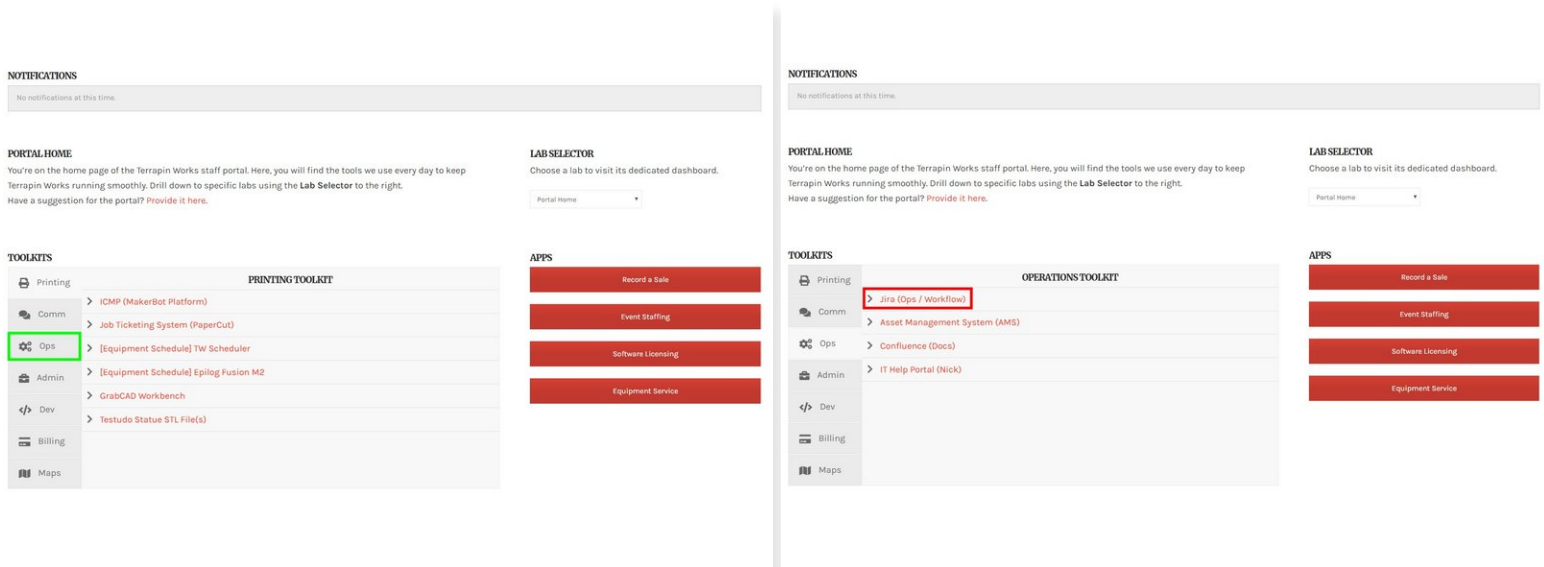 NOTIFICATIONS
No notifications at this time.
PORTAL HOME
You're on the home page of the Terrapin Works staff portal. Here, you will find the tools we use every day to keep
Terrapin Works running smoothly. Drill down to specific labs using the Lab Selector to the right.
Have a suggestion for the portal? Provide it here.
LAB SELECTOR
Choose a lab to visit its dedicated dashboard.
Portal Home
TOOLKITS
Printing
Comm
Ops
Admin
Dev
Billing
Maps
PRINTING TOOLKIT
ICMP (MakerBot Platform)
Job Ticketing System (PaperCut)
[Equipment Schedule] TW Scheduler
[Equipment Schedule] Epilog Fusion M2
GrabCAD Workbench
Testudo Statue STL File(s)
APPS
Record a Sale
Event Staffing
Software Licensing
Equipment Service
NOTIFICATIONS
No notifications at this time.
PORTAL HOME
You're on the home page of the Terrapin Works staff portal. Here, you will find the tools we use every day to keep
Terrapin Works running smoothly. Drill down to specific labs using the Lab Selector to the right.
Have a suggestion for the portal? Provide it here.
LAB SELECTOR
Choose a lab to visit its dedicated dashboard.
Portal Home
TOOLKITS
Printing
Comm
Ops
Admin
Dev
Billing
Maps
OPERATIONS TOOLKIT
Jira (Ops / Workflow)
Asset Management System (AMS)
Confluence (Docs)
IT Help Portal (Nick)
APPS
Record a Sale
Event Staffing
Software Licensing
Equipment Service